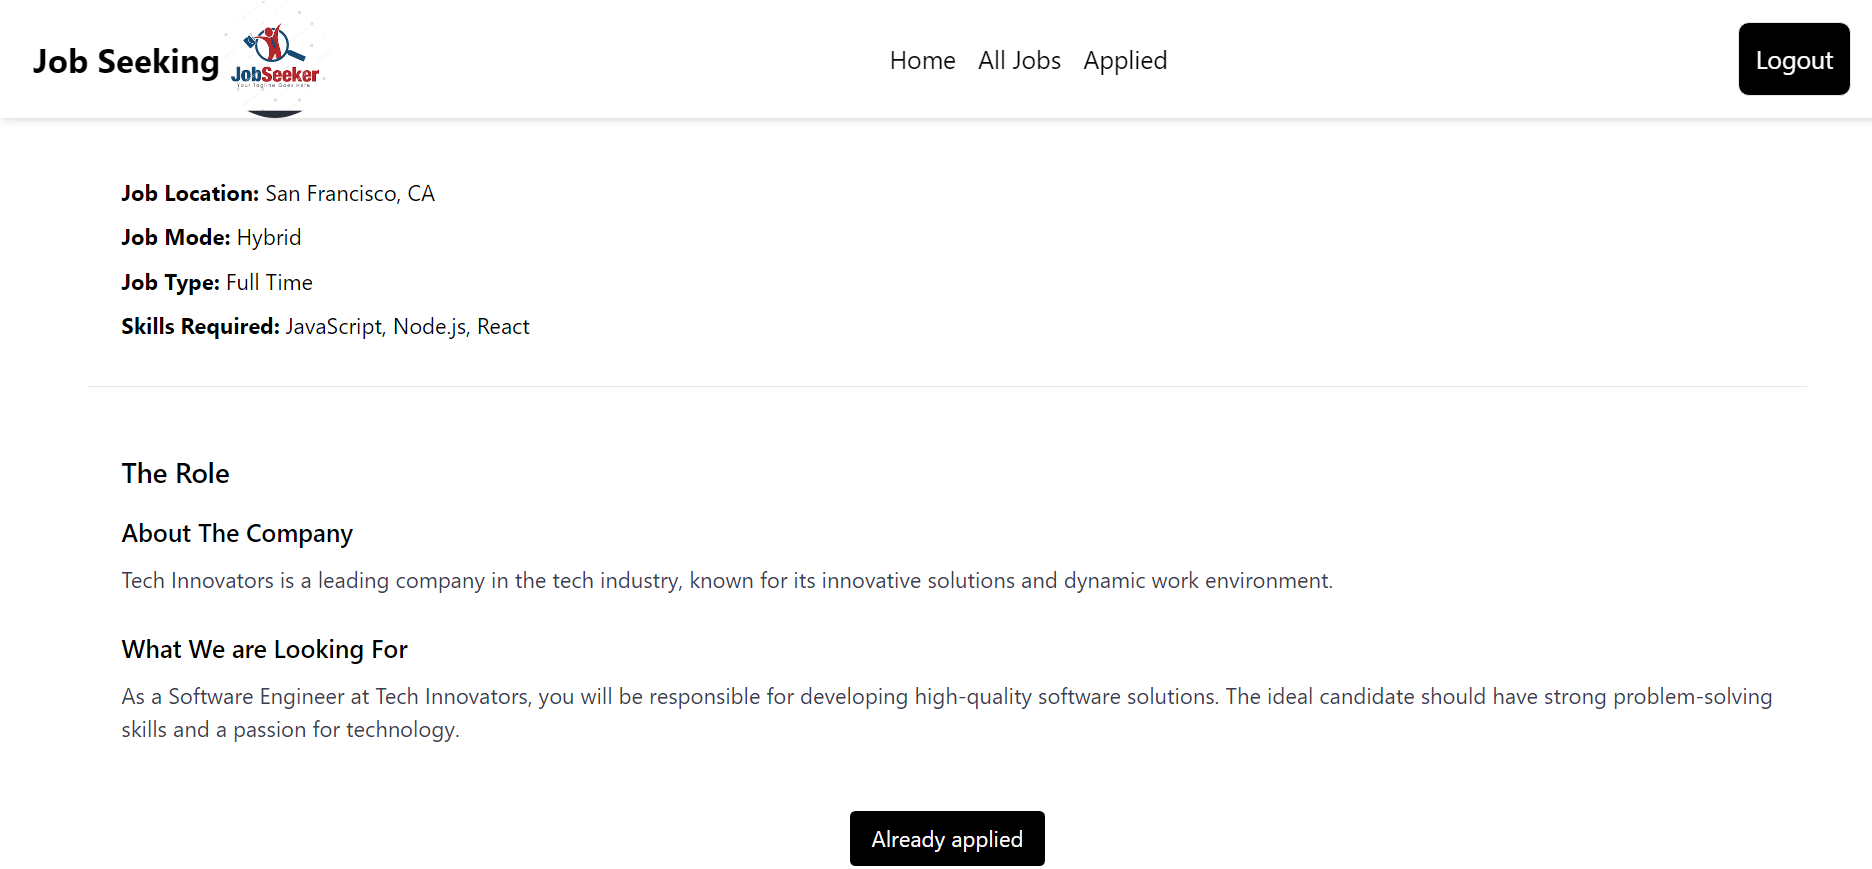 Job Seeking
JobSeeker
Your Tagline Goes Here
Home All Jobs Applied
Logout
Job Location: San Francisco, CA
Job Mode: Hybrid
Job Type: Full Time
Skills Required: JavaScript, Node.js, React
The Role
About The Company
Tech Innovators is a leading company in the tech industry, known for its innovative solutions and dynamic work environment.
What We are Looking For
As a Software Engineer at Tech Innovators, you will be responsible for developing high-quality software solutions. The ideal candidate should have strong problem-solving
skills and a passion for technology.
Already applied